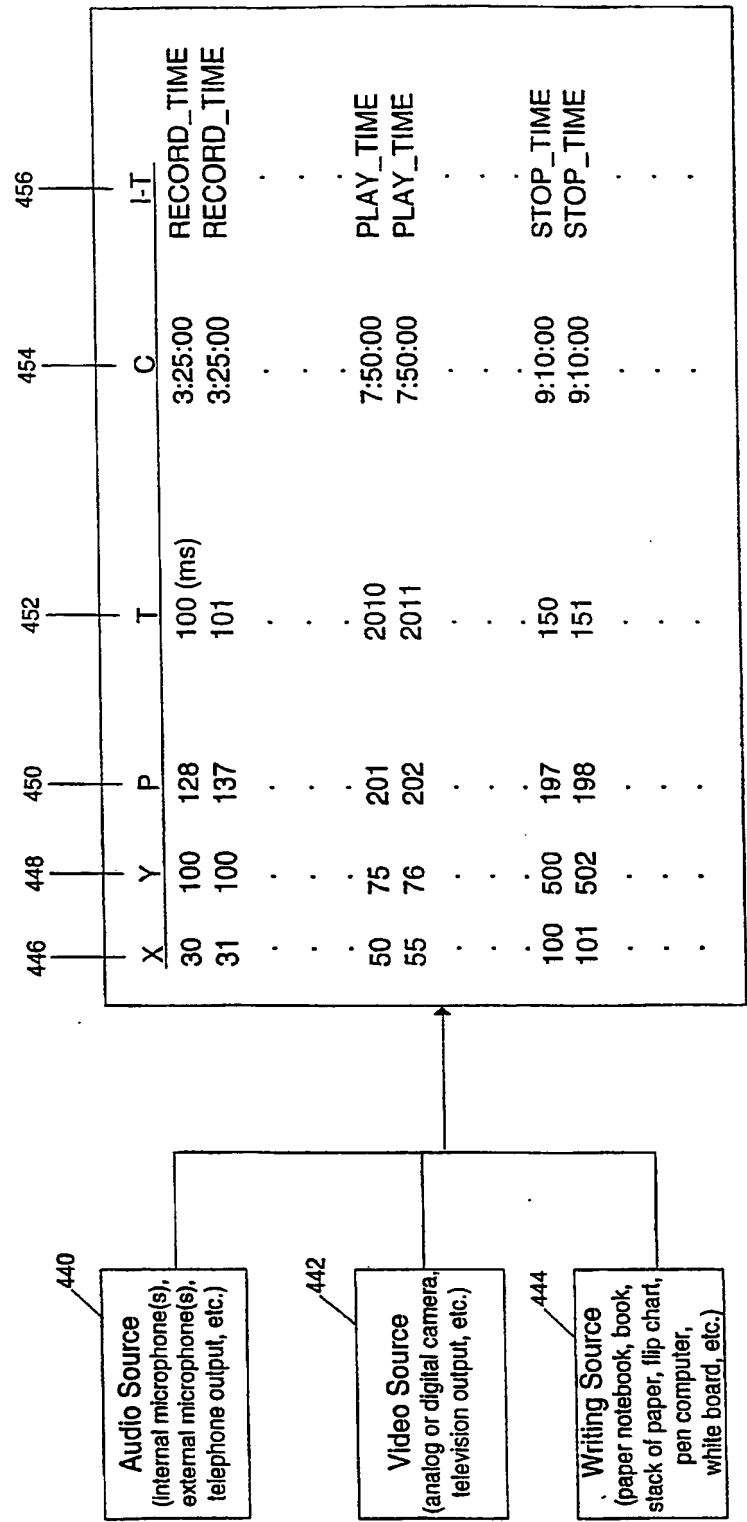 440
Audio Source
(internal microphone(s),
external microphone(s),
telephone output, etc.)
442
Video Source
(analog or digital camera,
television output, etc.)
444
Writing Source
(paper notebook, book,
stack of paper, flip chart,
pen computer,
white board, etc.)
446 448 450 452 454 456
X Y P T C I-T
30 100 128 100 (ms) 3:25:00 RECORD_TIME
31 100 137 101 3:25:00 RECORD_TIME
. . . . . .
. . . . . .
. . . . . .
50 75 201 2010 7:50:00 PLAY_TIME
55 76 202 2011 7:50:00 PLAY_TIME
. . . . . .
. . . . . .
. . . . . .
100 500 197 150 9:10:00 STOP_TIME
101 502 198 151 9:10:00 STOP_TIME
. . . . . .
. . . . . .
. . . . . .